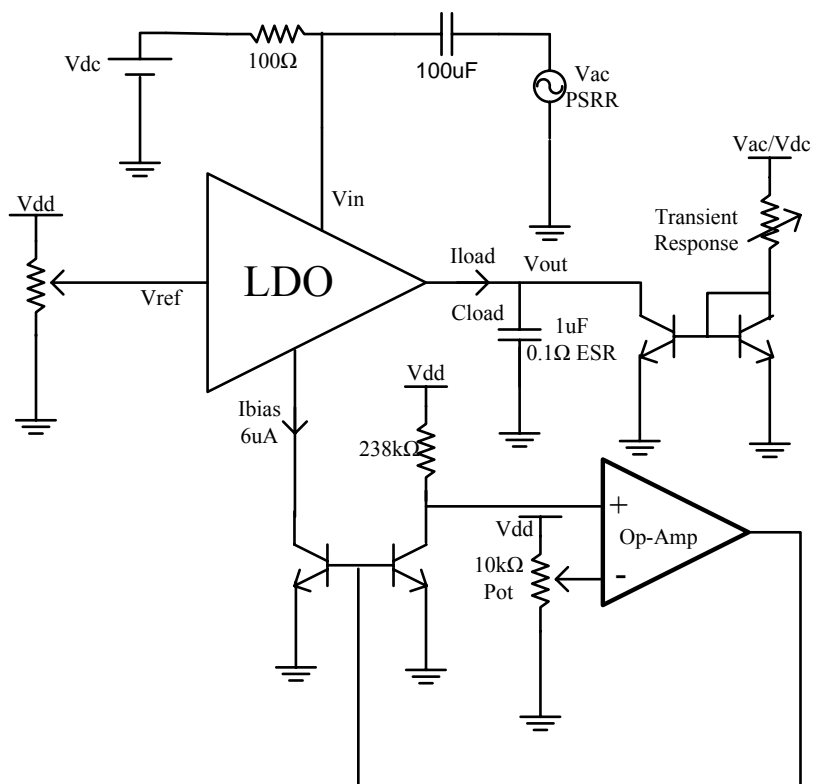 Vdc
100Ω
100uF
Vac
PSRR
Vac/Vdc
Vdd
Vin
Transient
Response
LDO
Iload
Vout
Vref
Cload
1uF
0.1Ω ESR
Vdd
Ibias
6uA
238kΩ
+
Vdd
Op-Amp
10kΩ
Pot
-